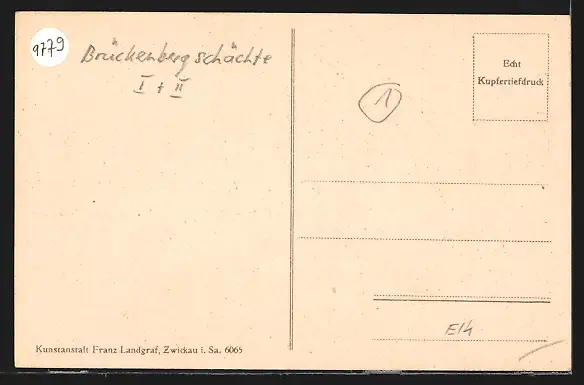 9779
Brückenbergschächte
I + II
1
Echt
Kupfertiefdruck
E14
Kunstanstalt Franz Landgraf, Zwickau i. Sa. 6065